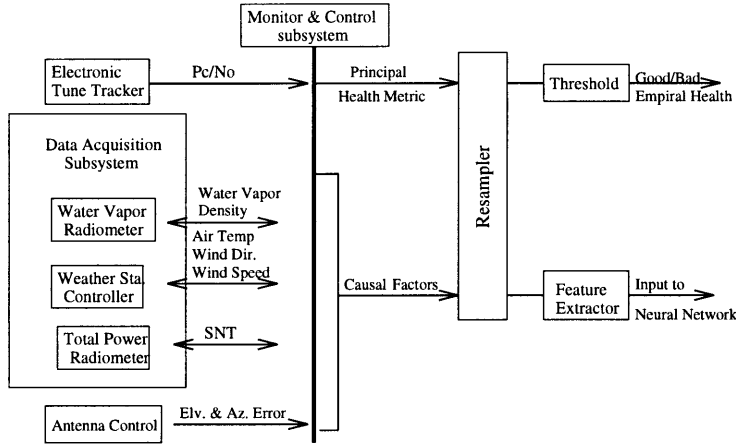 Monitor & Control
subsystem
Electronic
Tune Tracker
Pc/No
Principal
Health Metric
Threshold
Good/Bad
Empiral Health
Data Acquisition
Subsystem
Water Vapor
Radiometer
Water Vapor
Density
Air Temp
Wind Dir.
Wind Speed
Weather Sta.
Controller
Total Power
Radiometer
SNT
Antenna Control
Elv. & Az. Error
Causal Factors
Resampler
Feature
Extractor
Input to
Neural Network